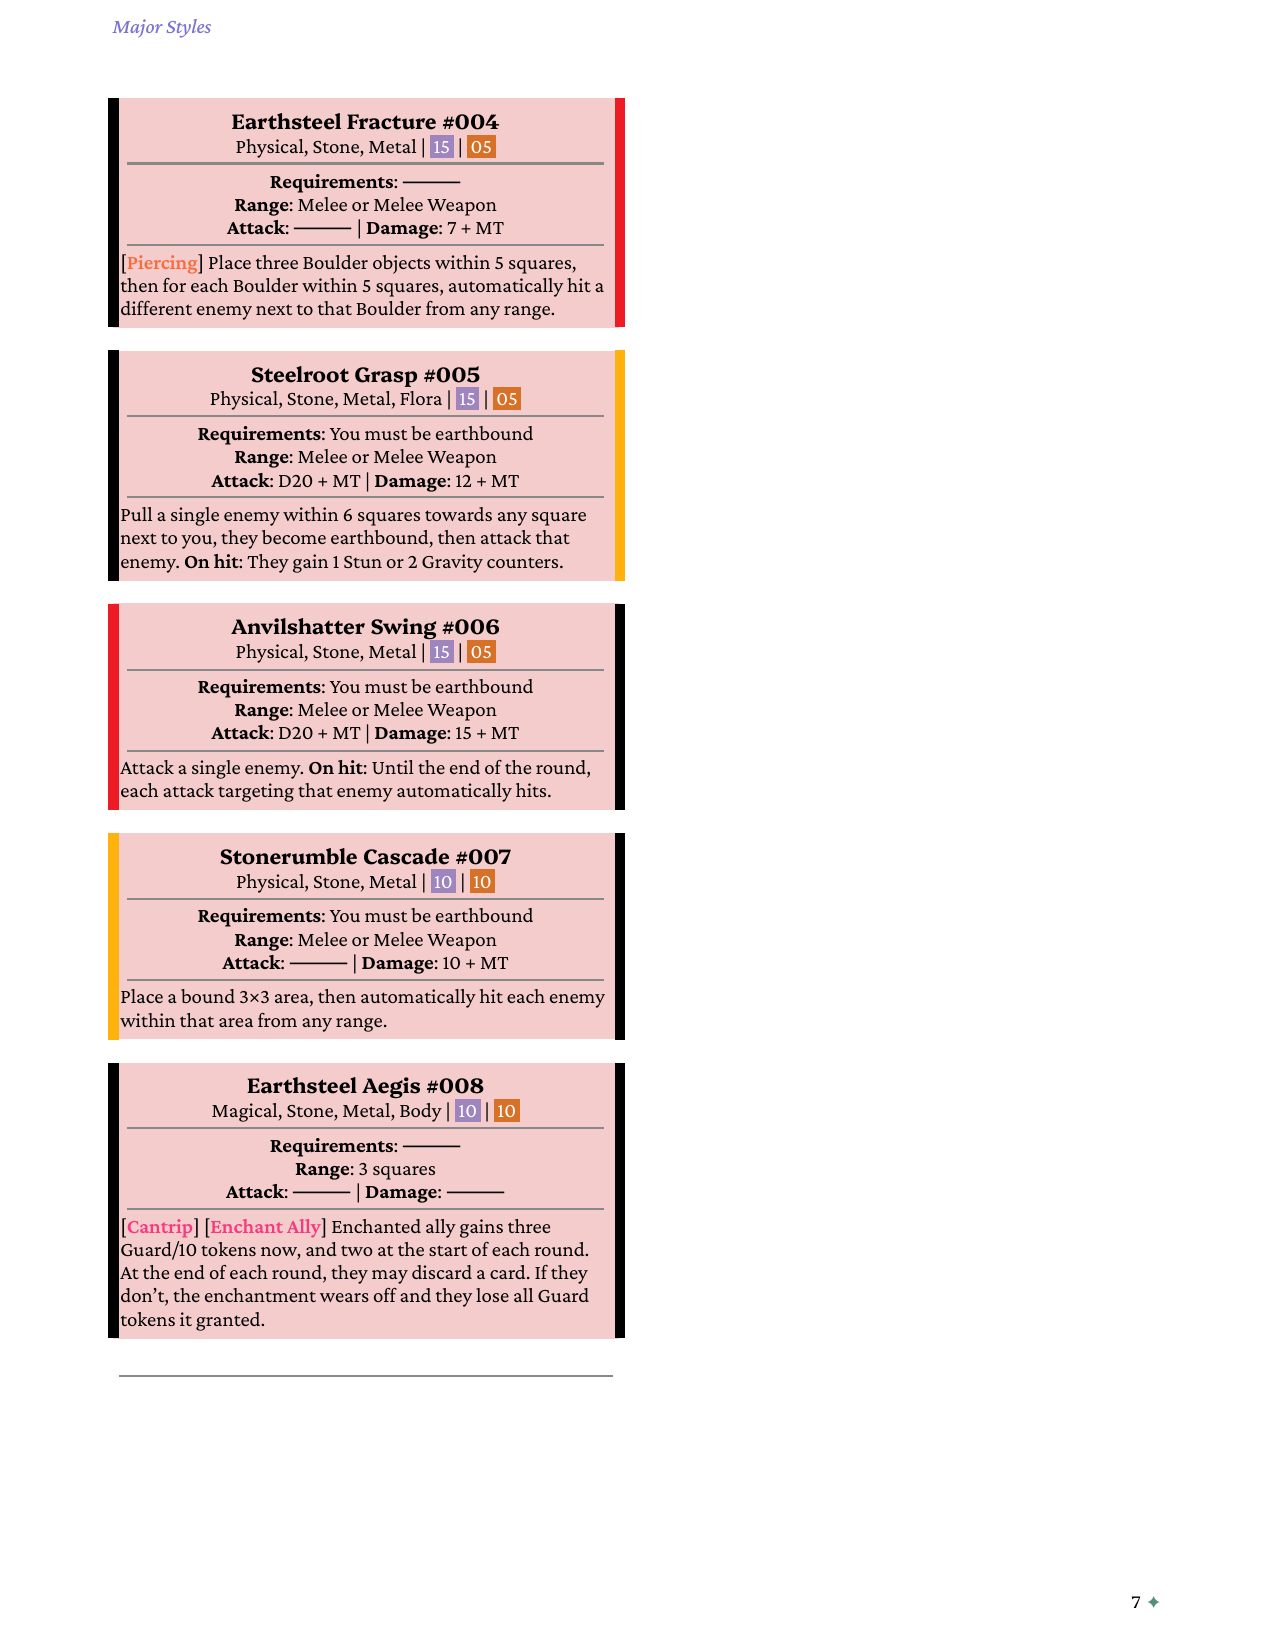 Major Styles
Earthsteel Fracture #004
Physical, Stone, Metal | 15 | 05
Requirements: ———
Range: Melee or Melee Weapon
Attack: ——— | Damage: 7 + MT
[Piercing] Place three Boulder objects within 5 squares,
then for each Boulder within 5 squares, automatically hit a
different enemy next to that Boulder from any range.
Steelroot Grasp #005
Physical, Stone, Metal, Flora | 15 | 05
Requirements: You must be earthbound
Range: Melee or Melee Weapon
Attack: D20 + MT | Damage: 12 + MT
Pull a single enemy within 6 squares towards any square
next to you, they become earthbound, then attack that
enemy. On hit: They gain 1 Stun or 2 Gravity counters.
Anvilshatter Swing #006
Physical, Stone, Metal | 15 | 05
Requirements: You must be earthbound
Range: Melee or Melee Weapon
Attack: D20 + MT | Damage: 15 + MT
Attack a single enemy. On hit: Until the end of the round,
each attack targeting that enemy automatically hits.
Stonerumble Cascade #007
Physical, Stone, Metal | 10 | 10
Requirements: You must be earthbound
Range: Melee or Melee Weapon
Attack: ——— | Damage: 10 + MT
Place a bound 3×3 area, then automatically hit each enemy
within that area from any range.
Earthsteel Aegis #008
Magical, Stone, Metal, Body | 10 | 10
Requirements: ———
Range: 3 squares
Attack: ——— | Damage: ———
[Cantrip] [Enchant Ally] Enchanted ally gains three
Guard/10 tokens now, and two at the start of each round.
At the end of each round, they may discard a card. If they
don’t, the enchantment wears off and they lose all Guard
tokens it granted.
7 ✦